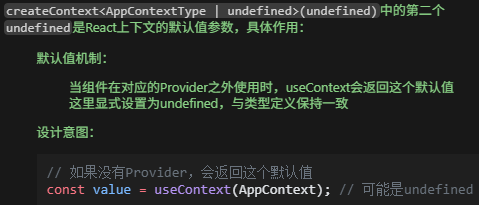 createContext<AppContextType | undefined>(undefined)中的第二个
undefined是React上下文的默认值参数，具体作用：
默认值机制：
当组件在对应的Provider之外使用时，useContext会返回这个默认值
这里显式设置为undefined，与类型定义保持一致
设计意图：
// 如果没有Provider，会返回这个默认值
const value = useContext(AppContext); // 可能是undefined